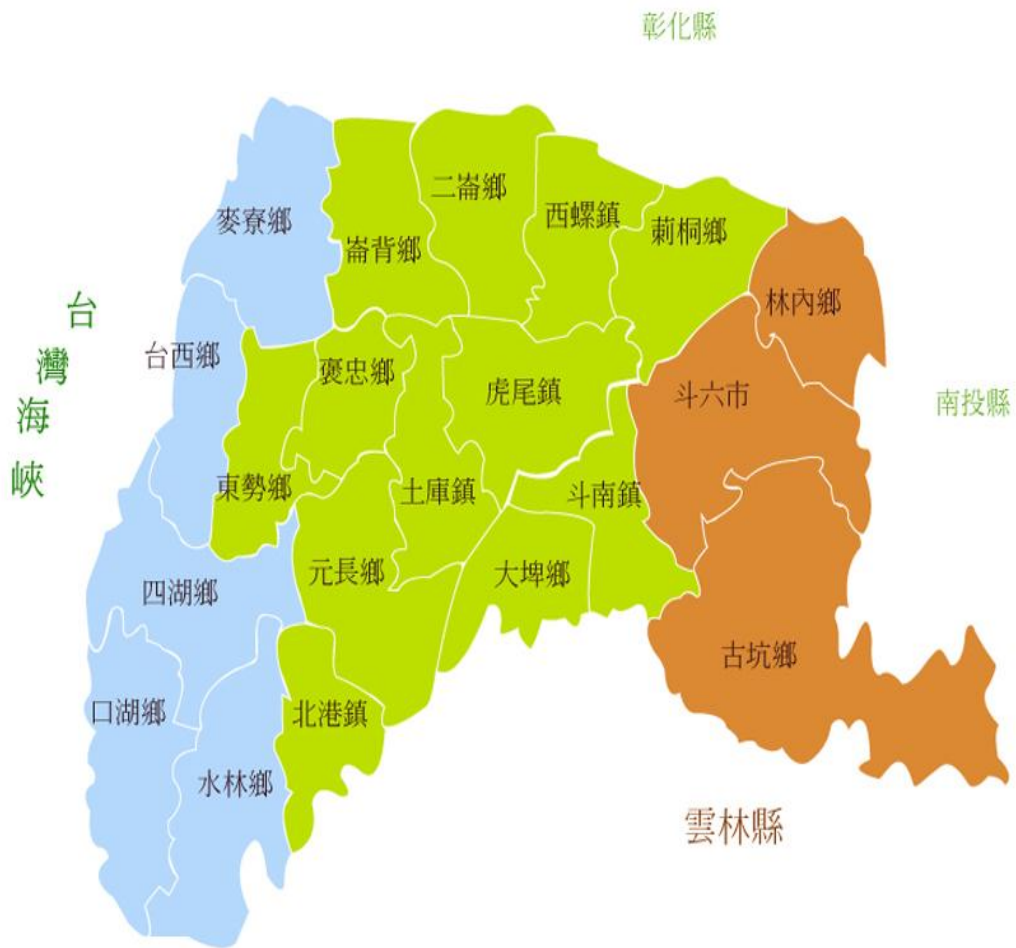 彰化縣
二崙鄉
西螺鎮
莿桐鄉
麥寮鄉
崙背鄉
林內鄉
台灣海峽
台西鄉
褒忠鄉
虎尾鎮
斗六市
南投縣
東勢鄉
土庫鎮
斗南鎮
四湖鄉
元長鄉
大埤鄉
古坑鄉
口湖鄉
北港鎮
水林鄉
雲林縣